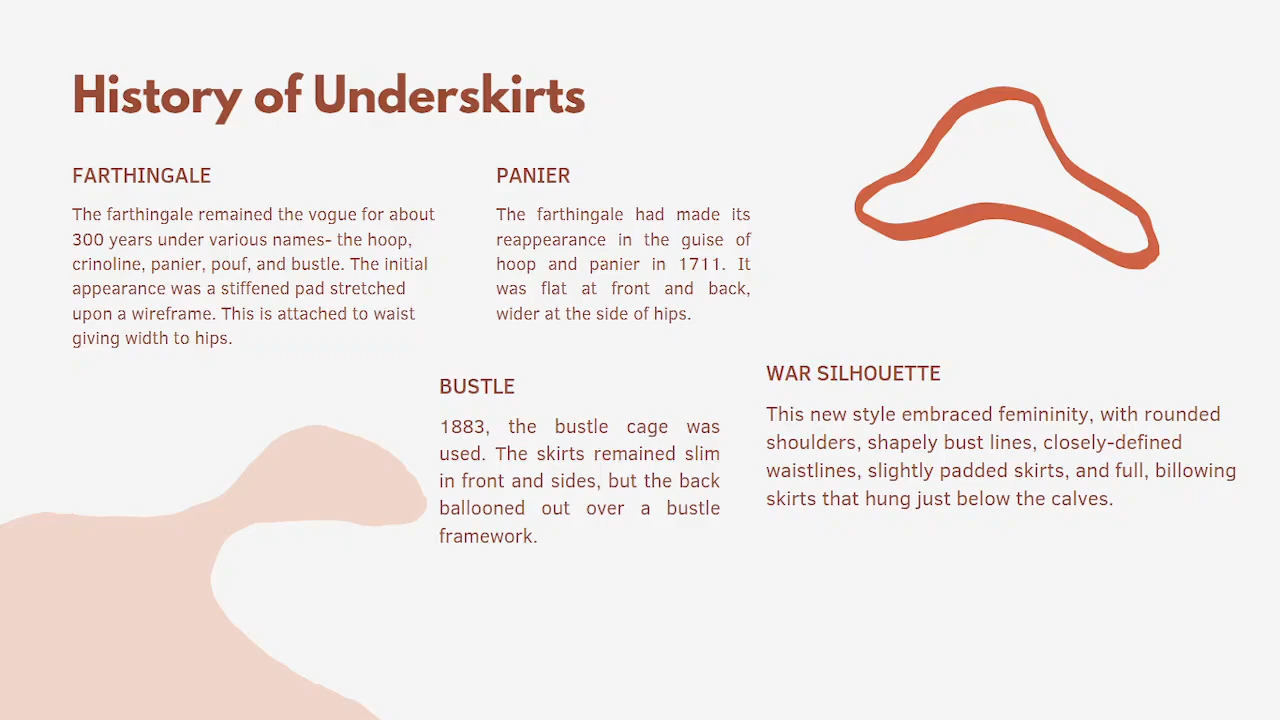 History of Underskirts
FARTHINGALE
The farthingale remained the vogue for about
300 years under various names- the hoop,
crinoline, panier, pouf, and bustle. The initial
appearance was a stiffened pad stretched
upon a wireframe. This is attached to waist
giving width to hips.
PANIER
The farthingale had made its
reappearance in the guise of
hoop and panier in 1711. It
was flat at front and back,
wider at the side of hips.
BUSTLE
1883, the bustle cage was
used. The skirts remained slim
in front and sides, but the back
ballooned out over a bustle
framework.
WAR SILHOUETTE
This new style embraced femininity, with rounded
shoulders, shapely bust lines, closely-defined
waistlines, slightly padded skirts, and full, billowing
skirts that hung just below the calves.